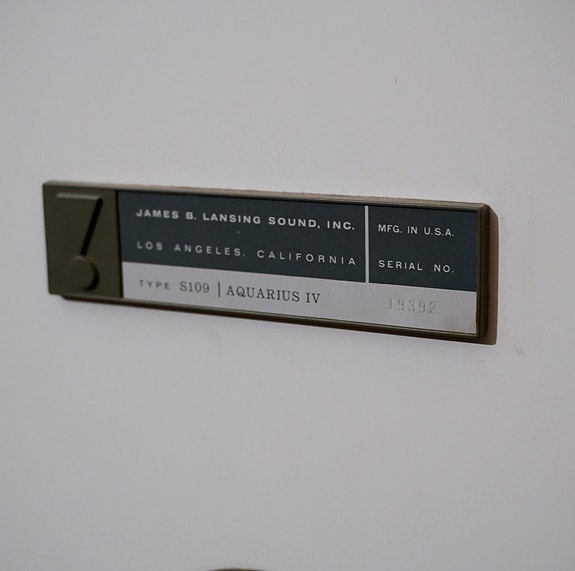 JAMES B. LANSING SOUND, INC.
LOS ANGELES, CALIFORNIA
MFG. IN U.S.A.
SERIAL NO.
TYPE S109 | AQUARIUS IV
19392